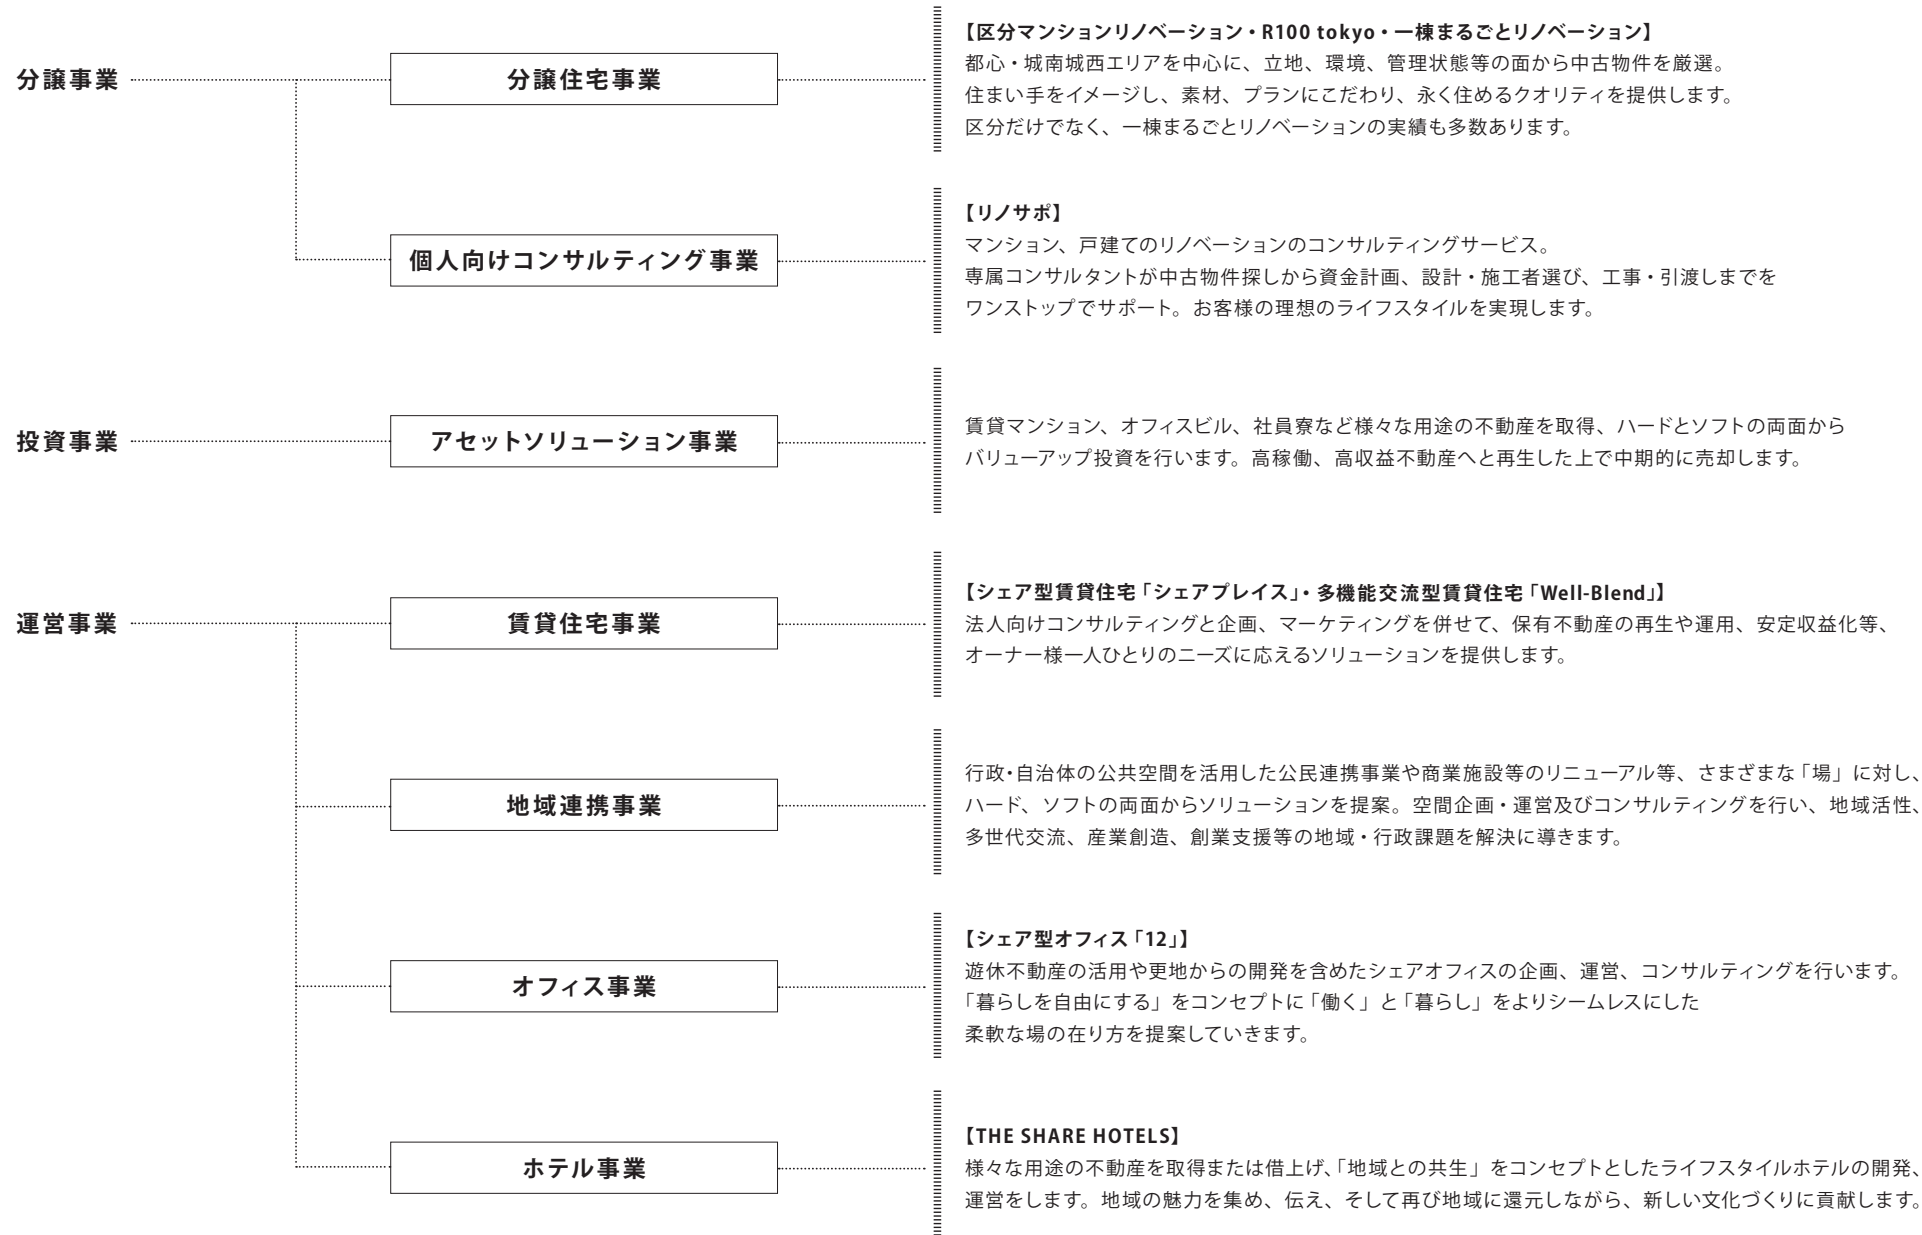 分譲事業
分譲住宅事業
【区分マンションリノベーション・R100 tokyo・一棟まるごとリノベーション】
都心・城南城西エリアを中心に、立地、環境、管理状態等の面から中古物件を厳選。
住まい手をイメージし、素材、プランにこだわり、永く住めるクオリティを提供します。
区分だけでなく、一棟まるごとリノベーションの実績も多数あります。
個人向けコンサルティング事業
【リノサポ】
マンション、戸建てのリノベーションのコンサルティングサービス。
専属コンサルタントが中古物件探しから資金計画、設計・施工者選び、工事・引渡しまでを
ワンストップでサポート。お客様の理想のライフスタイルを実現します。
投資事業
アセットソリューション事業
賃貸マンション、オフィスビル、社員寮など様々な用途の不動産を取得、ハードとソフトの両面から
バリューアップ投資を行います。高稼働、高収益不動産へと再生した上で中期的に売却します。
運営事業
賃貸住宅事業
【シェア型賃貸住宅「シェアプレイス」・多機能交流型賃貸住宅「Well-Blend」】
法人向けコンサルティングと企画、マーケティングを併せて、保有不動産の再生や運用、安定収益化等、
オーナー様一人ひとりのニーズに応えるソリューションを提供します。
地域連携事業
行政・自治体の公共空間を活用した公民連携事業や商業施設等のリニューアル等、さまざまな「場」に対し、
ハード、ソフトの両面からソリューションを提案。空間企画・運営及びコンサルティングを行い、地域活性、
多世代交流、産業創造、創業支援等の地域・行政課題を解決に導きます。
オフィス事業
【シェア型オフィス「12」】
遊休不動産の活用や更地からの開発を含めたシェアオフィスの企画、運営、コンサルティングを行います。
「暮らしを自由にする」をコンセプトに「働く」と「暮らし」をよりシームレスにした
柔軟な場の在り方を提案していきます。
ホテル事業
【THE SHARE HOTELS】
様々な用途の不動産を取得または借上げ、「地域との共生」をコンセプトとしたライフスタイルホテルの開発、
運営をします。地域の魅力を集め、伝え、そして再び地域に還元しながら、新しい文化づくりに貢献します。